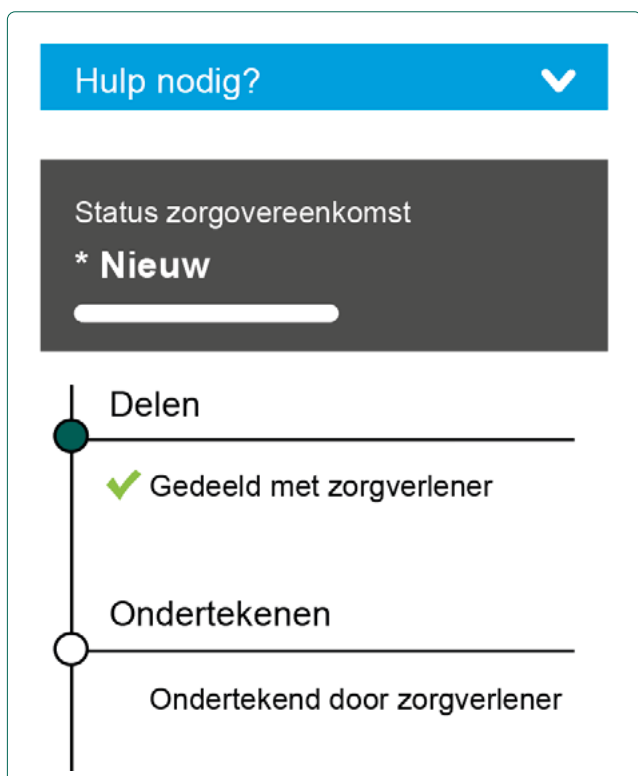 Hulp nodig?
Status zorgovereenkomst
* Nieuw
Delen
Gedeeld met zorgverlener
Ondertekenen
Ondertekend door zorgverlener